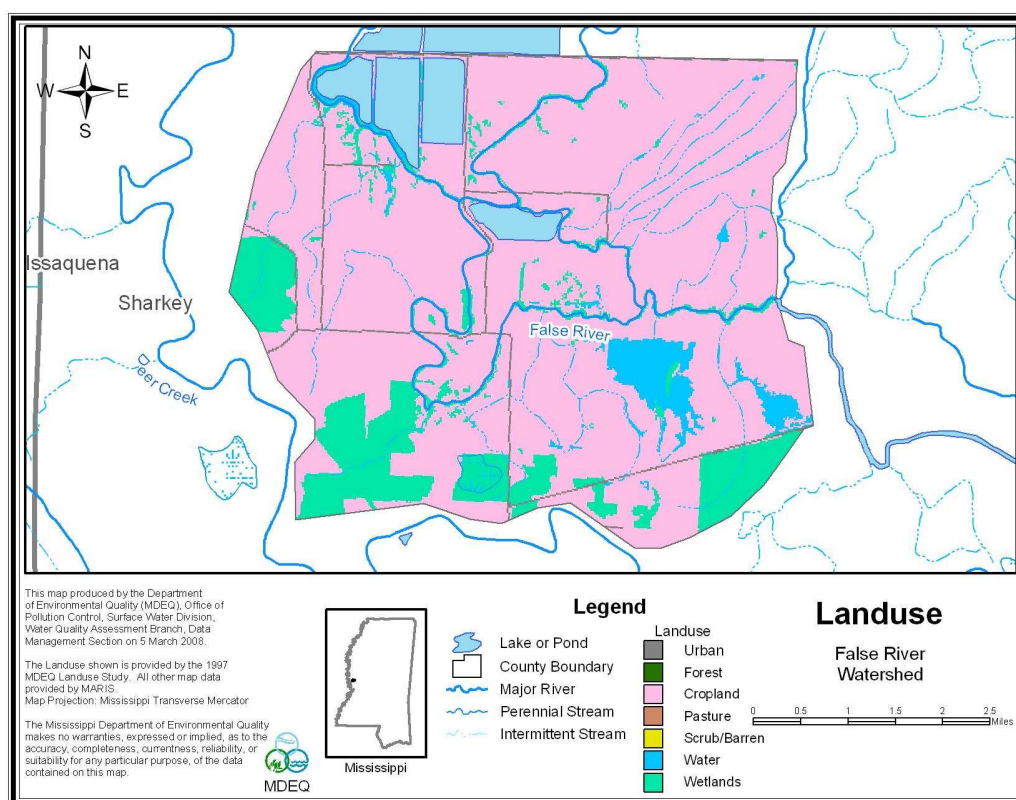 N
W E
S
Issaquena
Sharkey
Deer Creek
False River
This map produced by the Department
of Environmental Quality (MDEQ), Office of
Pollution Control, Surface Water Division,
Water Quality Assessment Branch, Data
Management Section on 5 March 2008.
The Landuse shown is provided by the 1997
MDEQ Landuse Study. All other map data
provided by MARIS.
Map Projection: Mississippi Transverse Mercator
The Mississippi Department of Environmental Quality
makes no warranties, expressed or implied, as to the
accuracy, completeness, currentness, reliability, or
suitability for any particular purpose, of the data
contained on this map.
MDEQ
Mississippi
Legend
Lake or Pond
County Boundary
Major River
Perennial Stream
Intermittent Stream
Landuse
Urban
Forest
Cropland
Pasture
Scrub/Barren
Water
Wetlands
Landuse
False River
Watershed
0 0.5 1 1.5 2 2.5
Miles